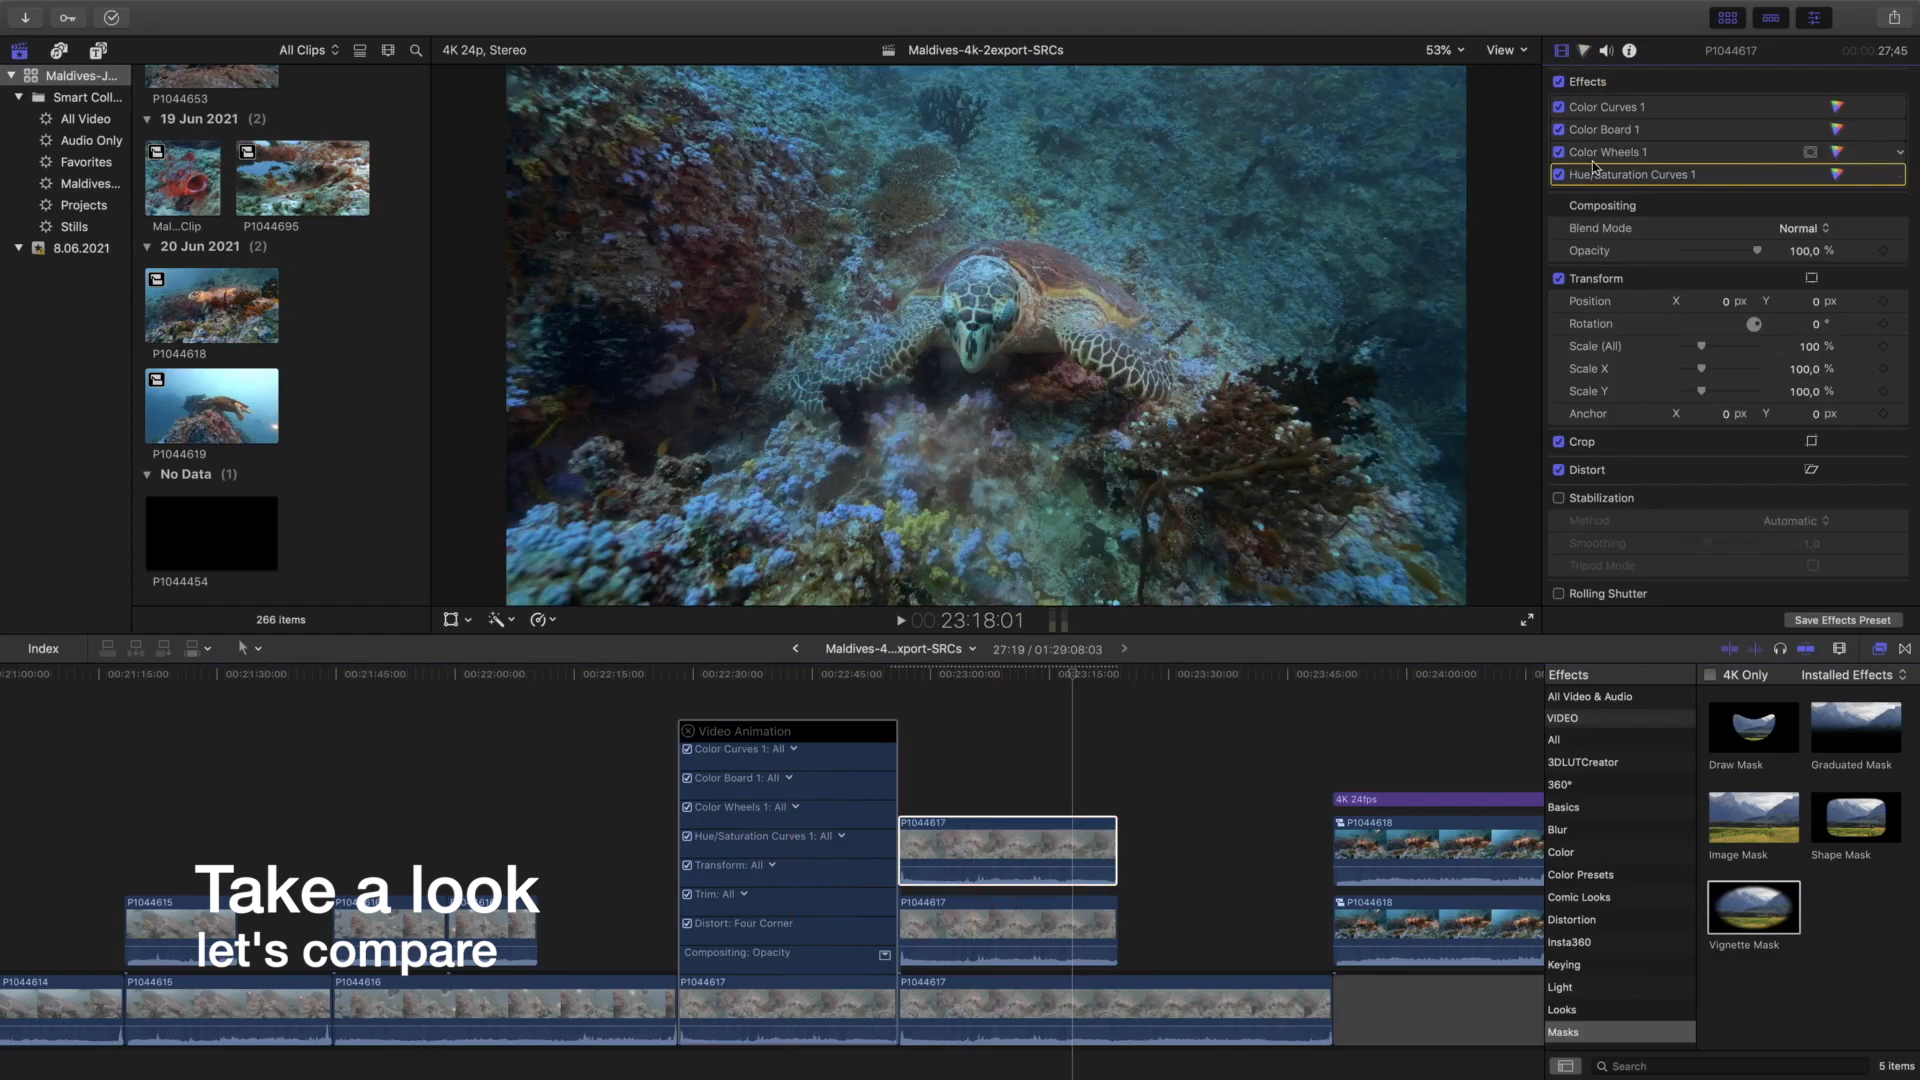 All Clips
4K 24p, Stereo
Maldives-4k-2export-SRCs
53%
View
P1044617
00:00:27;45
Maldives-J...
Smart Coll...
All Video
Audio Only
Favorites
Maldives...
Projects
Stills
8.06.2021
P1044653
19 Jun 2021 (2)
Mal...Clip
P1044695
20 Jun 2021 (2)
P1044618
P1044619
No Data (1)
P1044454
266 items
00:23:18:01
Effects
Color Curves 1
Color Board 1
Color Wheels 1
Hue/Saturation Curves 1
Compositing
Blend Mode Normal
Opacity 100,0 %
Transform
Position X 0 px Y 0 px
Rotation 0 °
Scale (All) 100 %
Scale X 100,0 %
Scale Y 100,0 %
Anchor X 0 px Y 0 px
Crop
Distort
Stabilization
Method Automatic
Smoothing 1,0
Tripod Mode
Rolling Shutter
Save Effects Preset
Index
Maldives-4...xport-SRCs
27:19 / 01:29:08:03
:21:00:00 00:21:15:00 00:21:30:00 00:21:45:00 00:22:00:00 00:22:15:00 00:22:30:00 00:22:45:00 00:23:00:00 00:23:15:00 00:23:30:00 00:23:45:00 00:24:00:00
Video Animation
Color Curves 1: All
Color Board 1: All
Color Wheels 1: All
Hue/Saturation Curves 1: All
Transform: All
Trim: All
Distort: Four Corner
Compositing: Opacity
P1044617
P1044617
4K 24fps
P1044618
P1044618
P1044615
Take a look
let's compare
P1044614
P1044615
P1044616
P1044617
P1044617
Effects
4K Only
Installed Effects
All Video & Audio
VIDEO
All
3DLUTCreator
360°
Basics
Blur
Color
Color Presets
Comic Looks
Distortion
Insta360
Keying
Light
Looks
Masks
Draw Mask
Graduated Mask
Image Mask
Shape Mask
Vignette Mask
Search
5 items